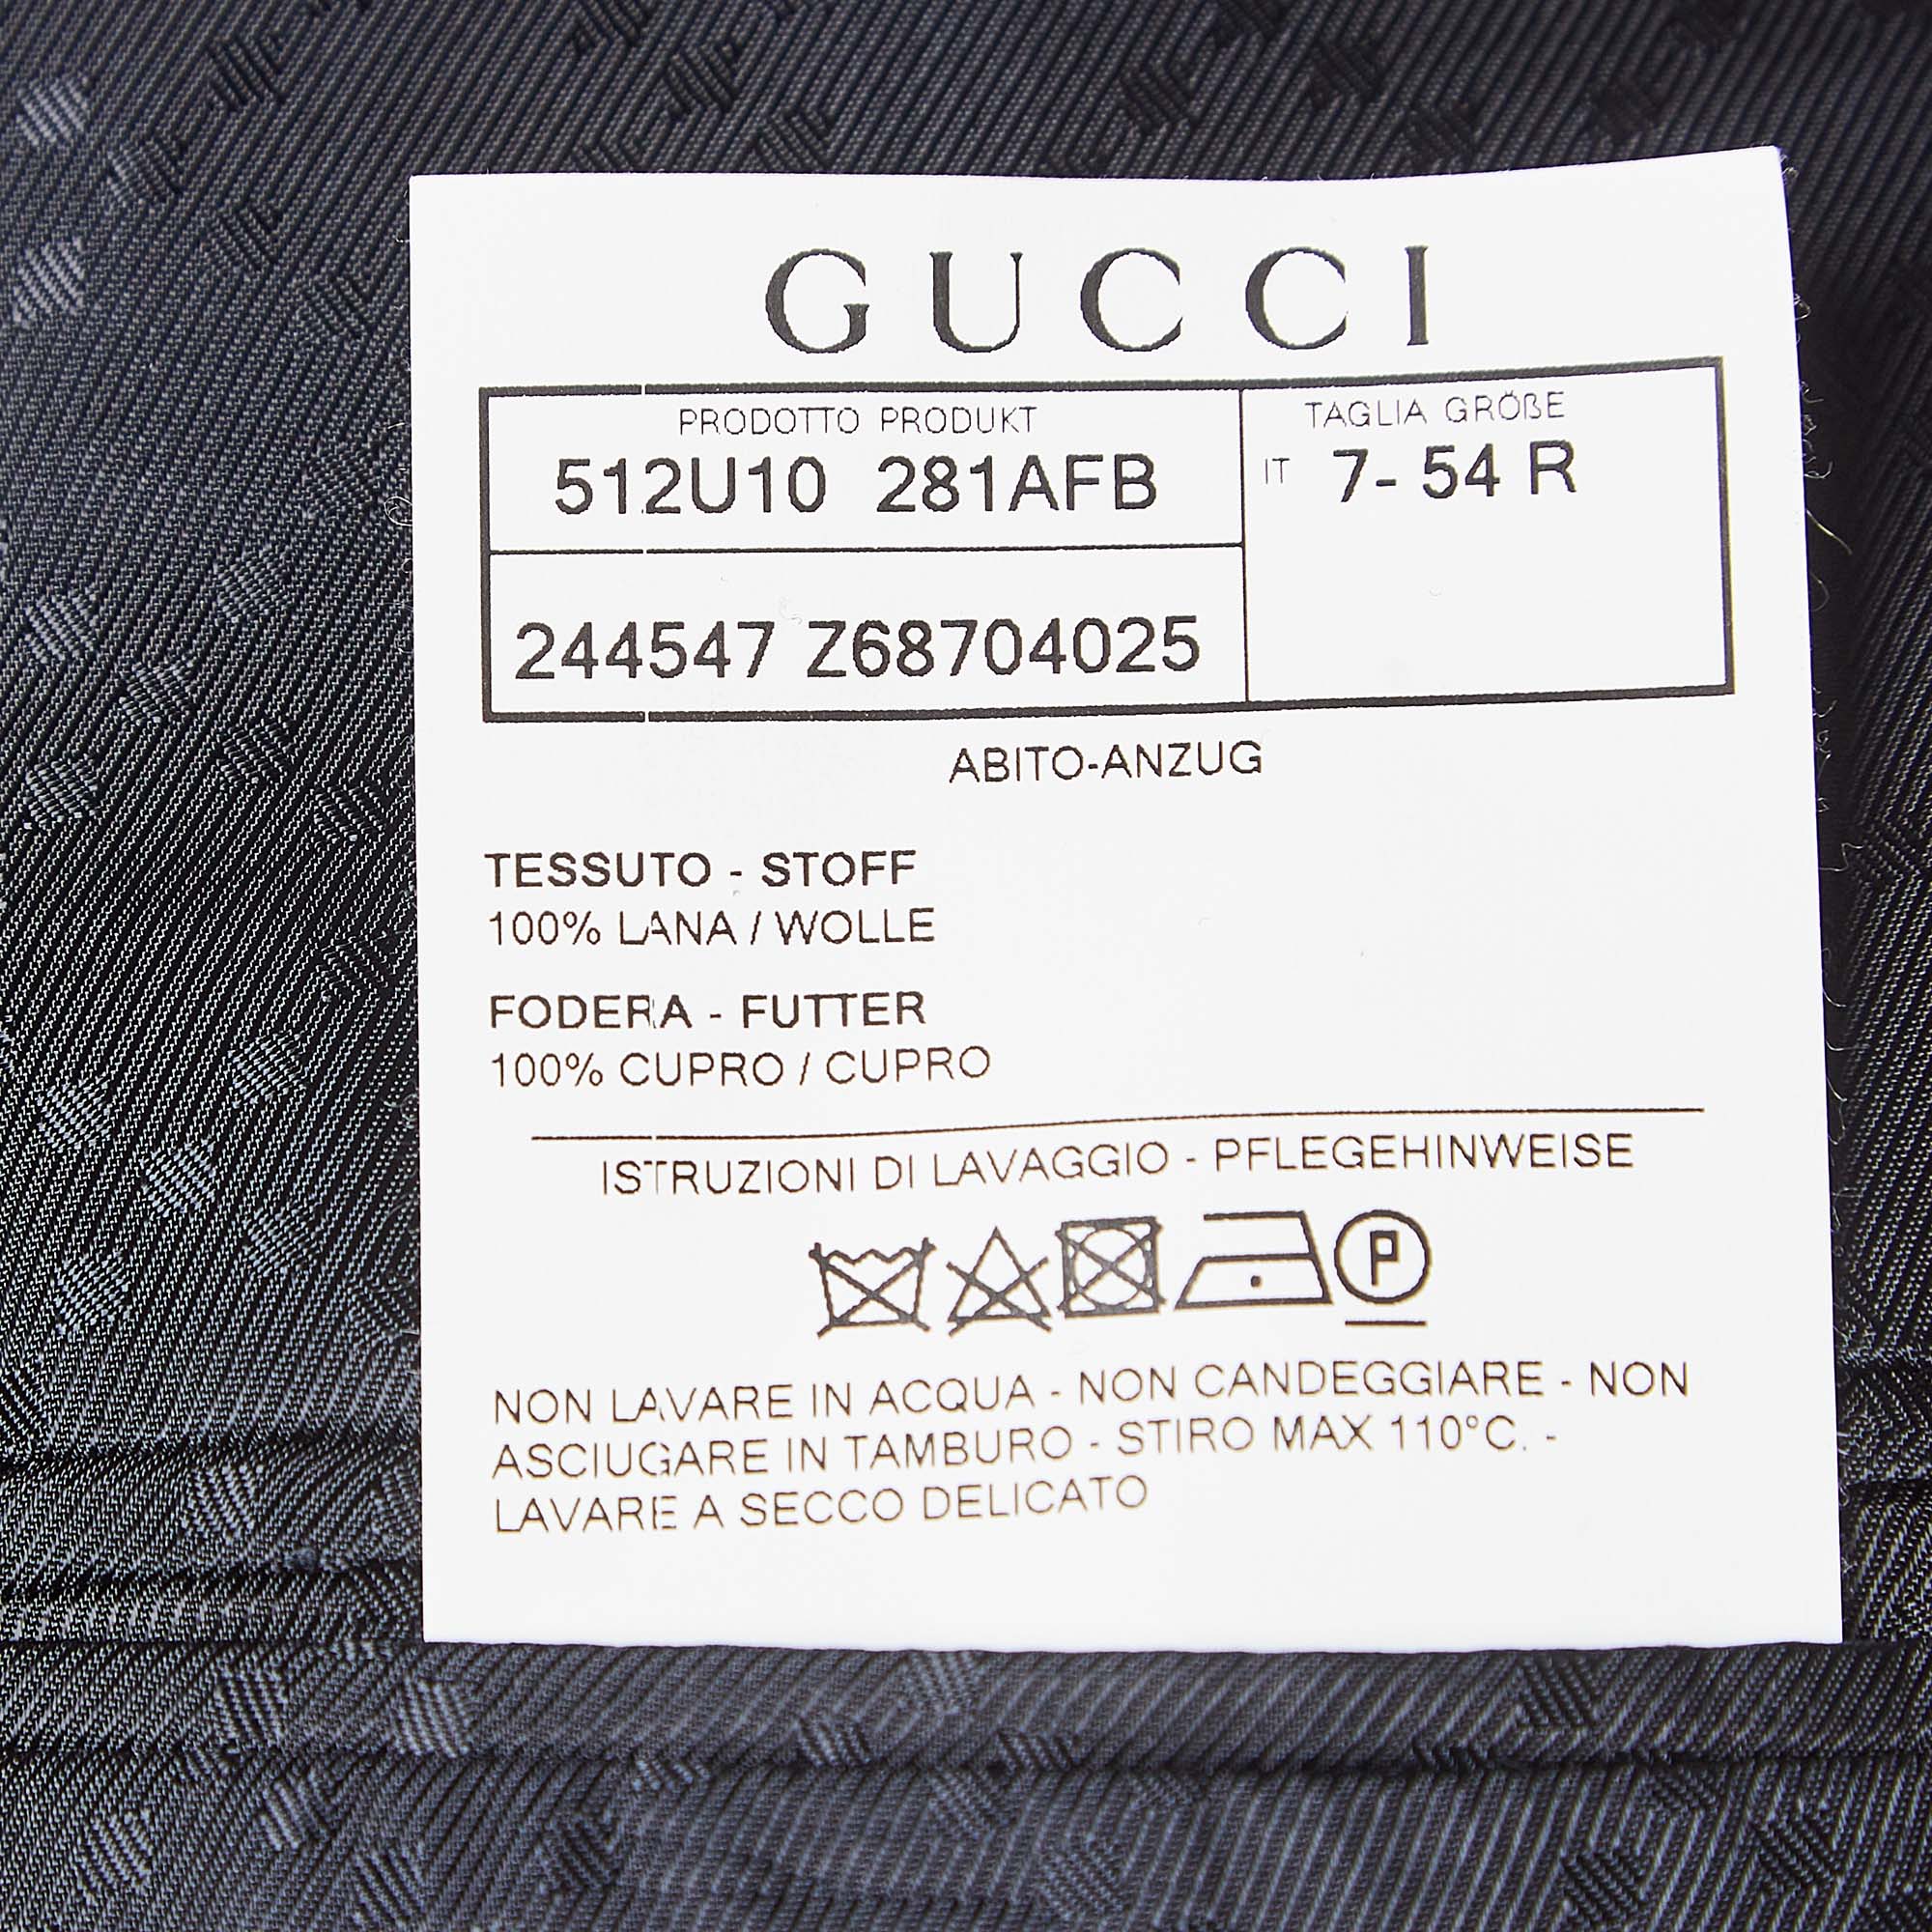 GUCCI
PRODOTTO PRODUKT
512U10 281AFB
TAGLIA GRÖßE
IT 7- 54 R
244547 Z68704025
ABITO-ANZUG
TESSUTO - STOFF
100% LANA / WOLLE
FODERA - FUTTER
100% CUPRO / CUPRO
ISTRUZIONI DI LAVAGGIO - PFLEGEHINWEISE
P
NON LAVARE IN ACQUA - NON CANDEGGIARE - NON
ASCIUGARE IN TAMBURO - STIRO MAX 110°C. -
LAVARE A SECCO DELICATO